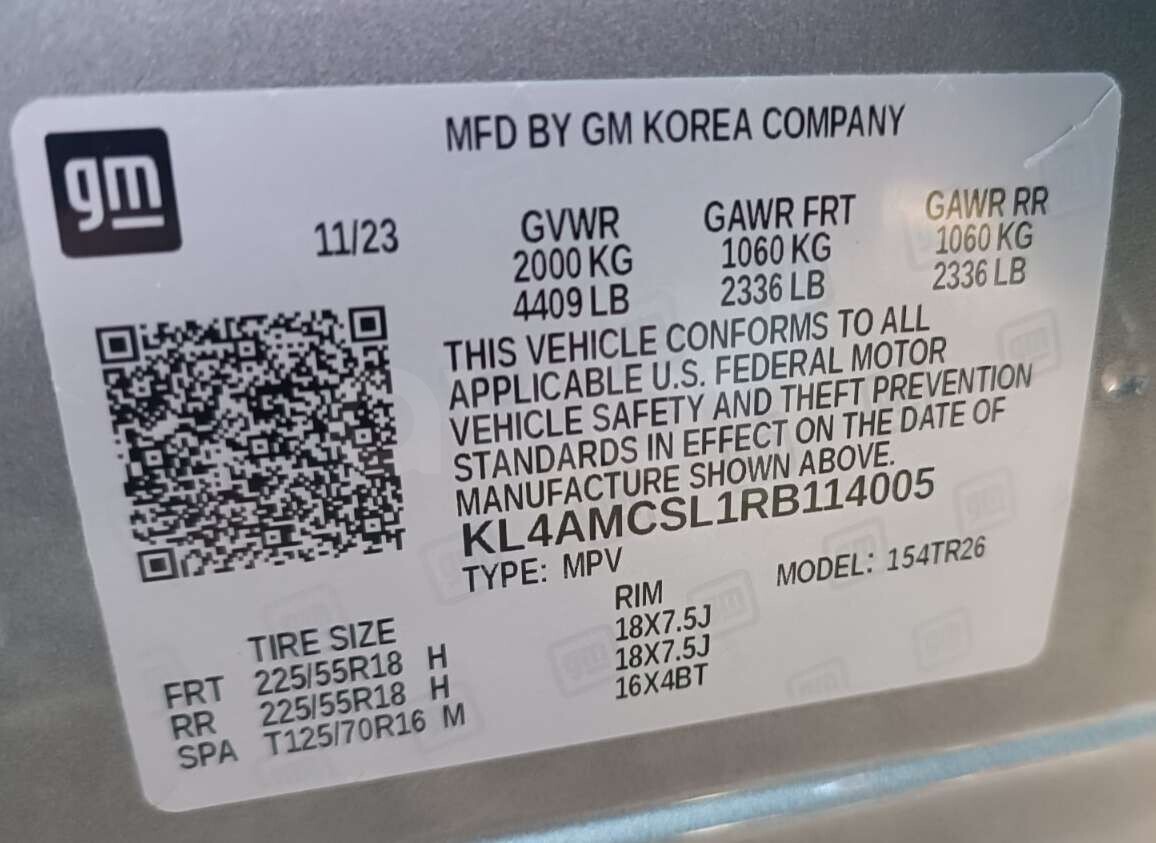 gm
MFD BY GM KOREA COMPANY
11/23
GVWR
2000 KG
4409 LB
GAWR FRT
1060 KG
2336 LB
GAWR RR
1060 KG
2336 LB
THIS VEHICLE CONFORMS TO ALL
APPLICABLE U.S. FEDERAL MOTOR
VEHICLE SAFETY AND THEFT PREVENTION
STANDARDS IN EFFECT ON THE DATE OF
MANUFACTURE SHOWN ABOVE.
KL4AMCSL1RB114005
TYPE: MPV MODEL: 154TR26
TIRE SIZE RIM
FRT 225/55R18 H 18X7.5J
RR 225/55R18 H 18X7.5J
SPA T125/70R16 M 16X4BT